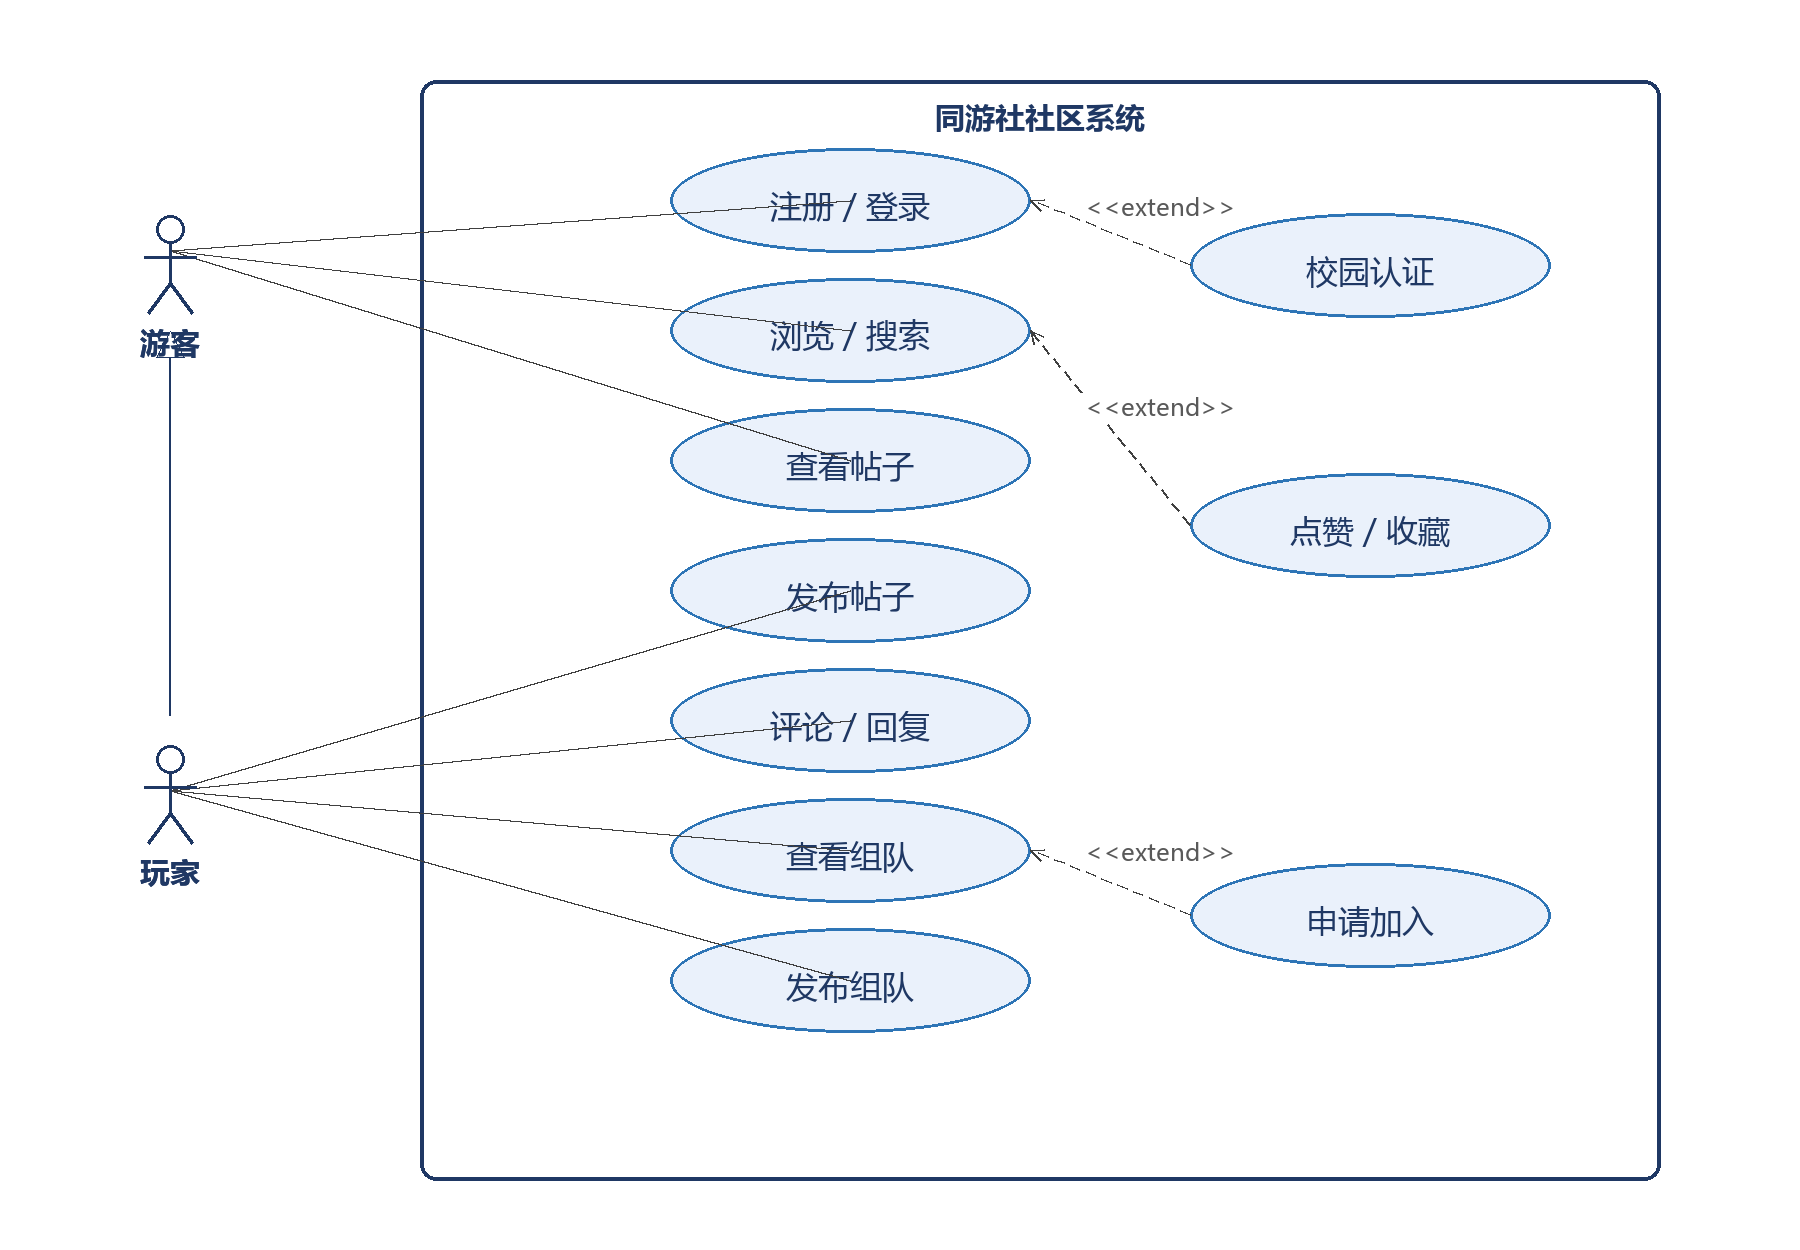 同游社社区系统
注册 / 登录
<<extend>>
校园认证
游客
浏览 / 搜索
<<extend>>
查看帖子
点赞 / 收藏
发布帖子
评论 / 回复
玩家
查看组队
<<extend>>
申请加入
发布组队